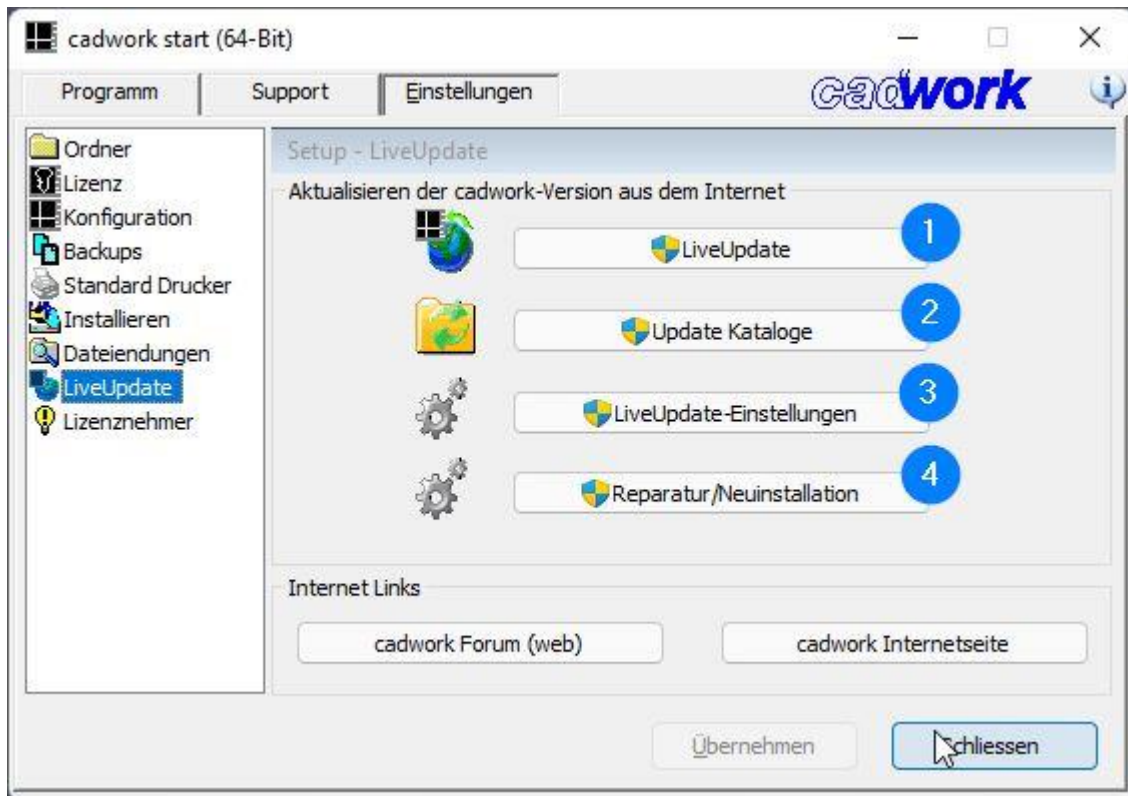 cadwork start (64-Bit)
Programm
Support
Einstellungen
cadwork
i
Ordner
Lizenz
Konfiguration
Backups
Standard Drucker
Installieren
Dateiendungen
LiveUpdate
Lizenznehmer
Setup - LiveUpdate
Aktualisieren der cadwork-Version aus dem Internet
LiveUpdate
1
Update Kataloge
2
LiveUpdate-Einstellungen
3
Reparatur/Neuinstallation
4
Internet Links
cadwork Forum (web)
cadwork Internetseite
Übernehmen
Schliessen